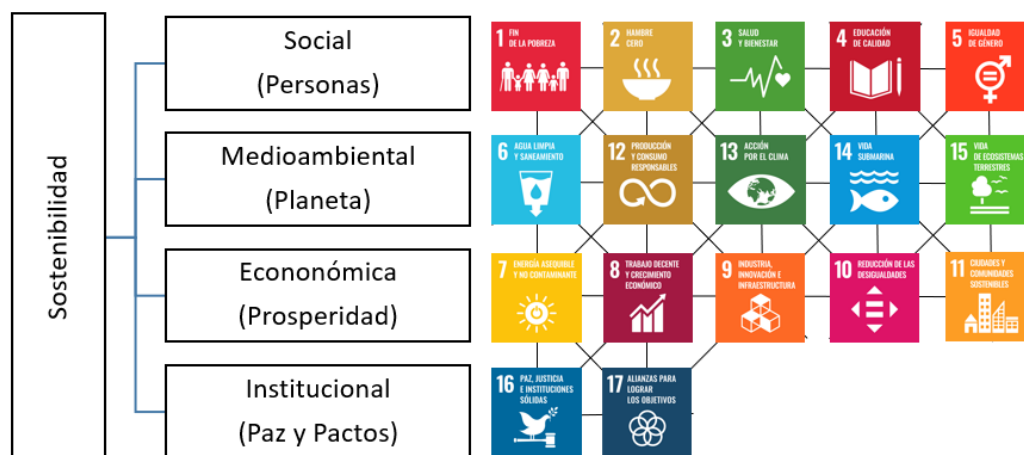 Sostenibilidad
Social
(Personas)
1 FIN
DE LA POBREZA
2 HAMBRE
CERO
3 SALUD
Y BIENESTAR
4 EDUCACIÓN
DE CALIDAD
5 IGUALDAD
DE GÉNERO
Medioambiental
(Planeta)
6 AGUA LIMPIA
Y SANEAMIENTO
12 PRODUCCIÓN
Y CONSUMO
RESPONSABLES
13 ACCIÓN
POR EL CLIMA
14 VIDA
SUBMARINA
15 VIDA
DE ECOSISTEMAS
TERRESTRES
Econonómica
(Prosperidad)
7 ENERGÍA ASEQUIBLE
Y NO CONTAMINANTE
8 TRABAJO DECENTE
Y CRECIMIENTO
ECONÓMICO
9 INDUSTRIA,
INNOVACIÓN E
INFRAESTRUCTURA
10 REDUCCIÓN DE LAS
DESIGUALDADES
11 CIUDADES Y
COMUNIDADES
SOSTENIBLES
Institucional
(Paz y Pactos)
16 PAZ, JUSTICIA
E INSTITUCIONES
SÓLIDAS
17 ALIANZAS PARA
LOGRAR
LOS OBJETIVOS